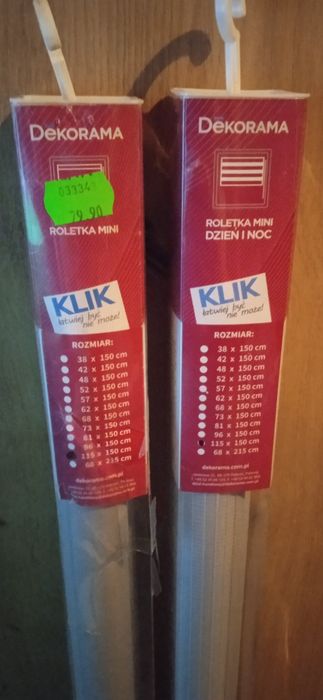 DEKORAMA
033343
29.90
ROLETKA MINI
KLIK
łatwiej być
nie może!
ROZMIAR:
38 x 150 cm
42 x 150 cm
48 x 150 cm
52 x 150 cm
57 x 150 cm
62 x 150 cm
68 x 150 cm
73 x 150 cm
81 x 150 cm
96 x 150 cm
115 x 150 cm
68 x 215 cm
dekorama.com.pl
DEKORAMA
ROLETKA MINI
DZIEŃ I NOC
KLIK
łatwiej być
nie może!
ROZMIAR:
38 x 150 cm
42 x 150 cm
48 x 150 cm
52 x 150 cm
57 x 150 cm
62 x 150 cm
68 x 150 cm
73 x 150 cm
81 x 150 cm
96 x 150 cm
115 x 150 cm
68 x 215 cm
dekorama.com.pl